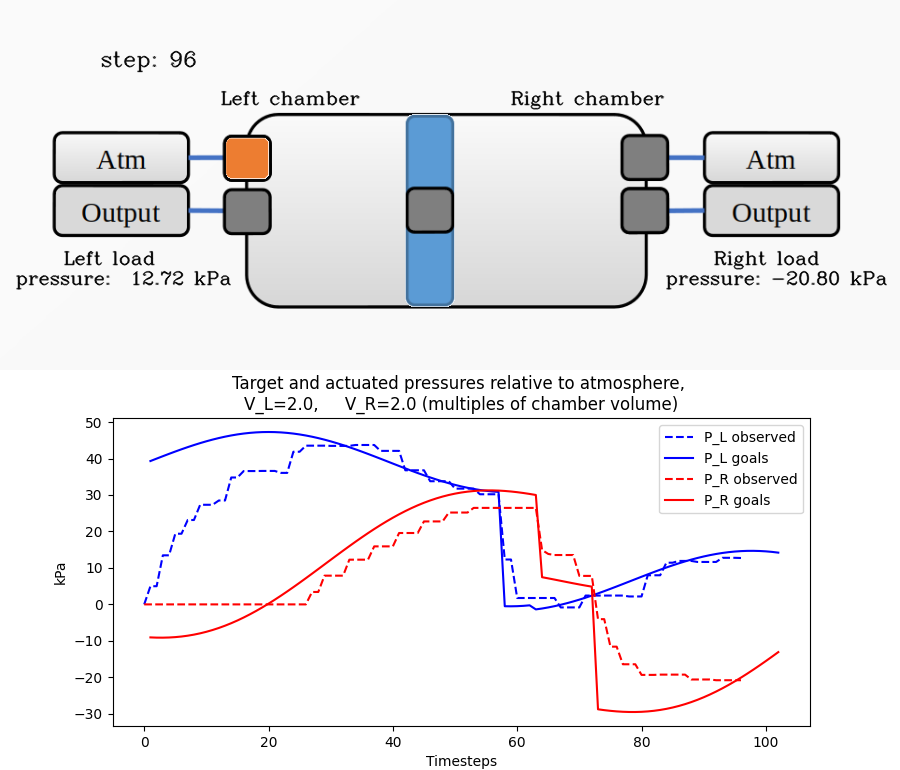 step: 96
Left chamber
Right chamber
Atm
Atm
Output
Output
Left load
pressure: 12.72 kPa
Right load
pressure: −20.80 kPa
Target and actuated pressures relative to atmosphere,
V_L=2.0, V_R=2.0 (multiples of chamber volume)
P_L observed
P_L goals
P_R observed
P_R goals
50
40
30
20
10
0
−10
−20
−30
kPa
0 20 40 60 80 100
Timesteps